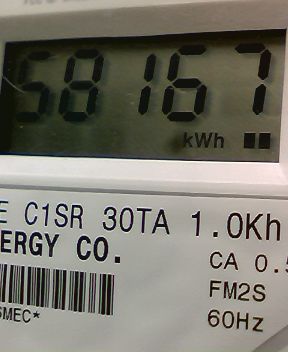 58167
kWh
E C1SR 30TA 1.0Kh
ERGY CO.
CA 0.5
FM2S
SMEC*
60Hz